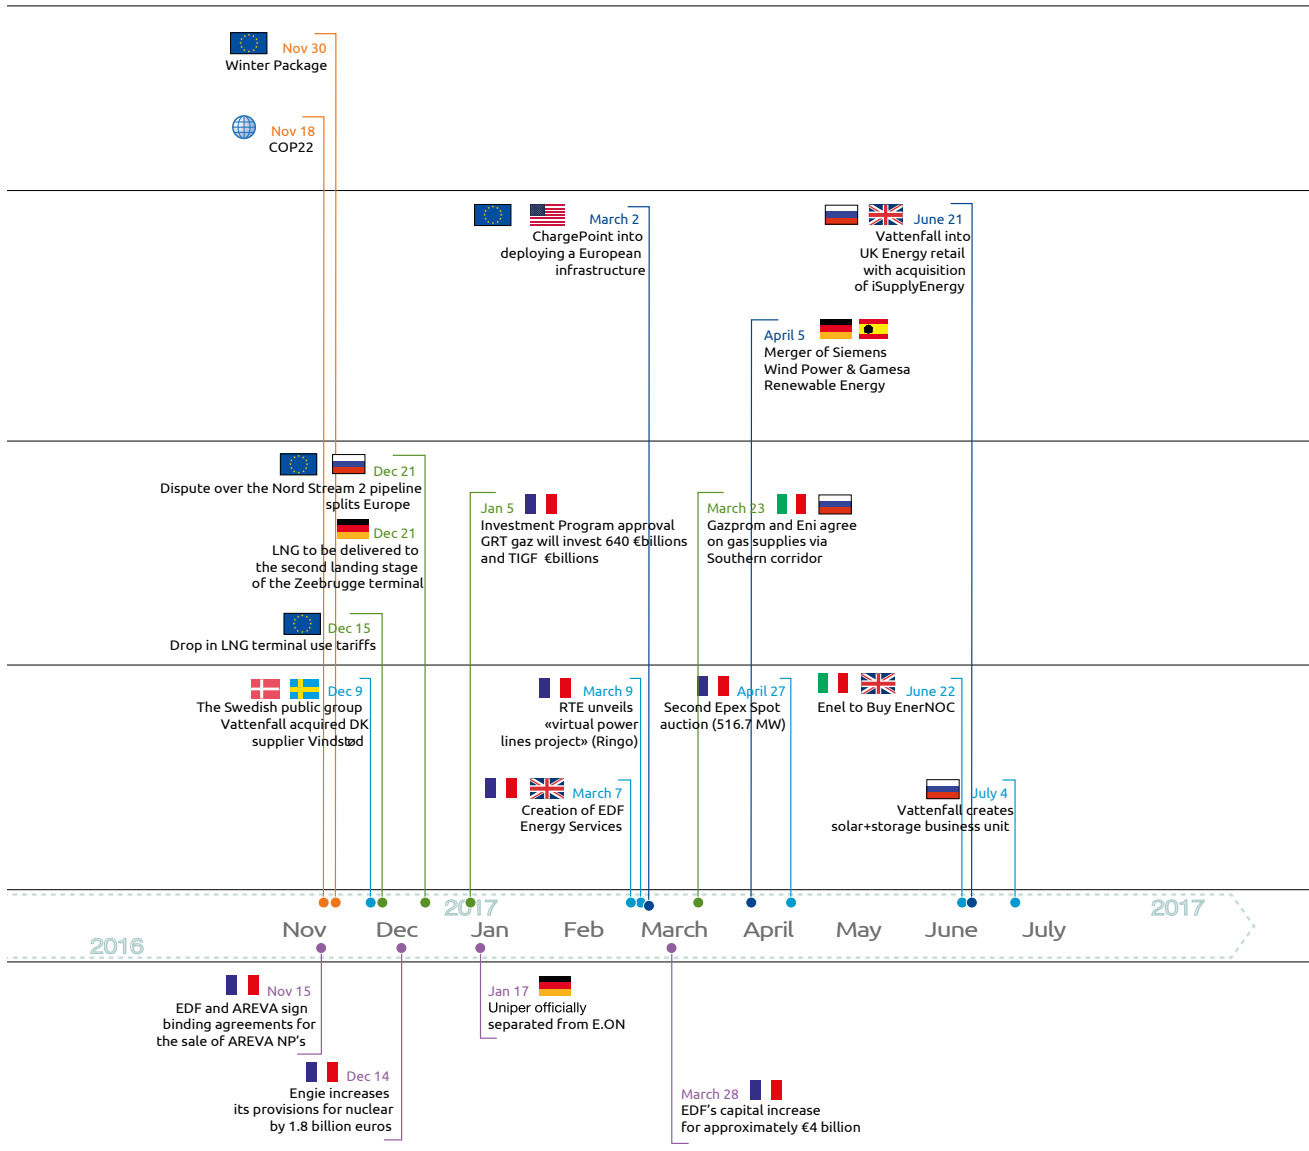 Nov 30
Winter Package
Nov 18
COP22
March 2
ChargePoint into
deploying a European
infrastructure
June 21
Vattenfall into
UK Energy retail
with acquisition
of iSupplyEnergy
April 5
Merger of Siemens
Wind Power & Gamesa
Renewable Energy
Dec 21
Dispute over the Nord Stream 2 pipeline
splits Europe
Dec 21
LNG to be delivered to
the second landing stage
of the Zeebrugge terminal
Jan 5
Investment Program approval
GRT gaz will invest 640 €billions
and TIGF €billions
March 23
Gazprom and Eni agree
on gas supplies via
Southern corridor
Dec 15
Drop in LNG terminal use tariffs
Dec 9
The Swedish public group
Vattenfall acquired DK
supplier Vindstød
March 9
RTE unveils
«virtual power
lines project» (Ringo)
April 27
Second Epex Spot
auction (516.7 MW)
June 22
Enel to Buy EnerNOC
March 7
Creation of EDF
Energy Services
July 4
Vattenfall creates
solar+storage business unit
2017
2017
Nov
Dec
Jan
Feb
March
April
May
June
July
2016
Nov 15
EDF and AREVA sign
binding agreements for
the sale of AREVA NP's
Jan 17
Uniper officially
separated from E.ON
Dec 14
Engie increases
its provisions for nuclear
by 1.8 billion euros
March 28
EDF's capital increase
for approximately €4 billion